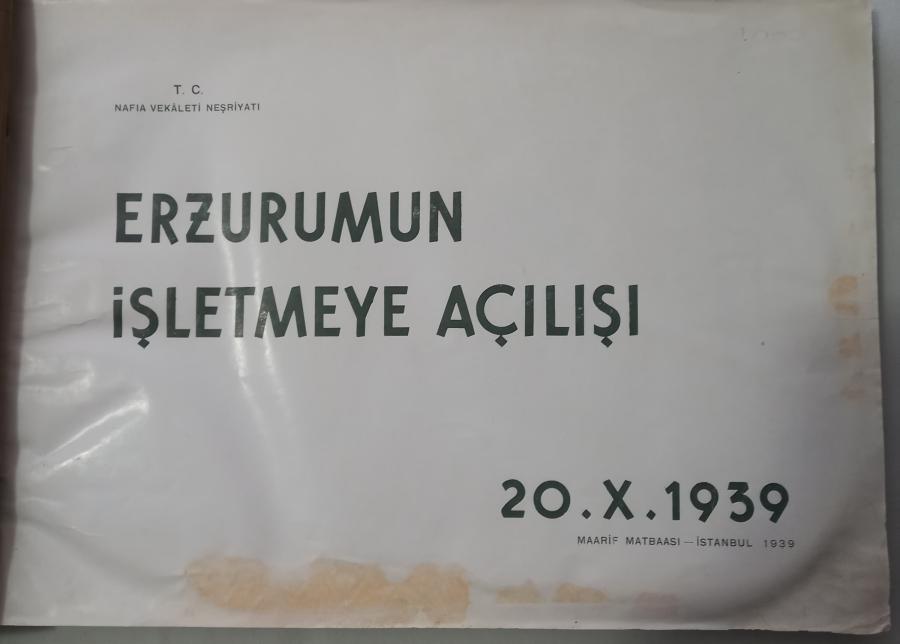 T. C.
NAFIA VEKÂLETİ NEŞRİYATI
ERZURUMUN
İŞLETMEYE AÇILIŞI
20.X.1939
MAARİF MATBAASI — İSTANBUL 1939